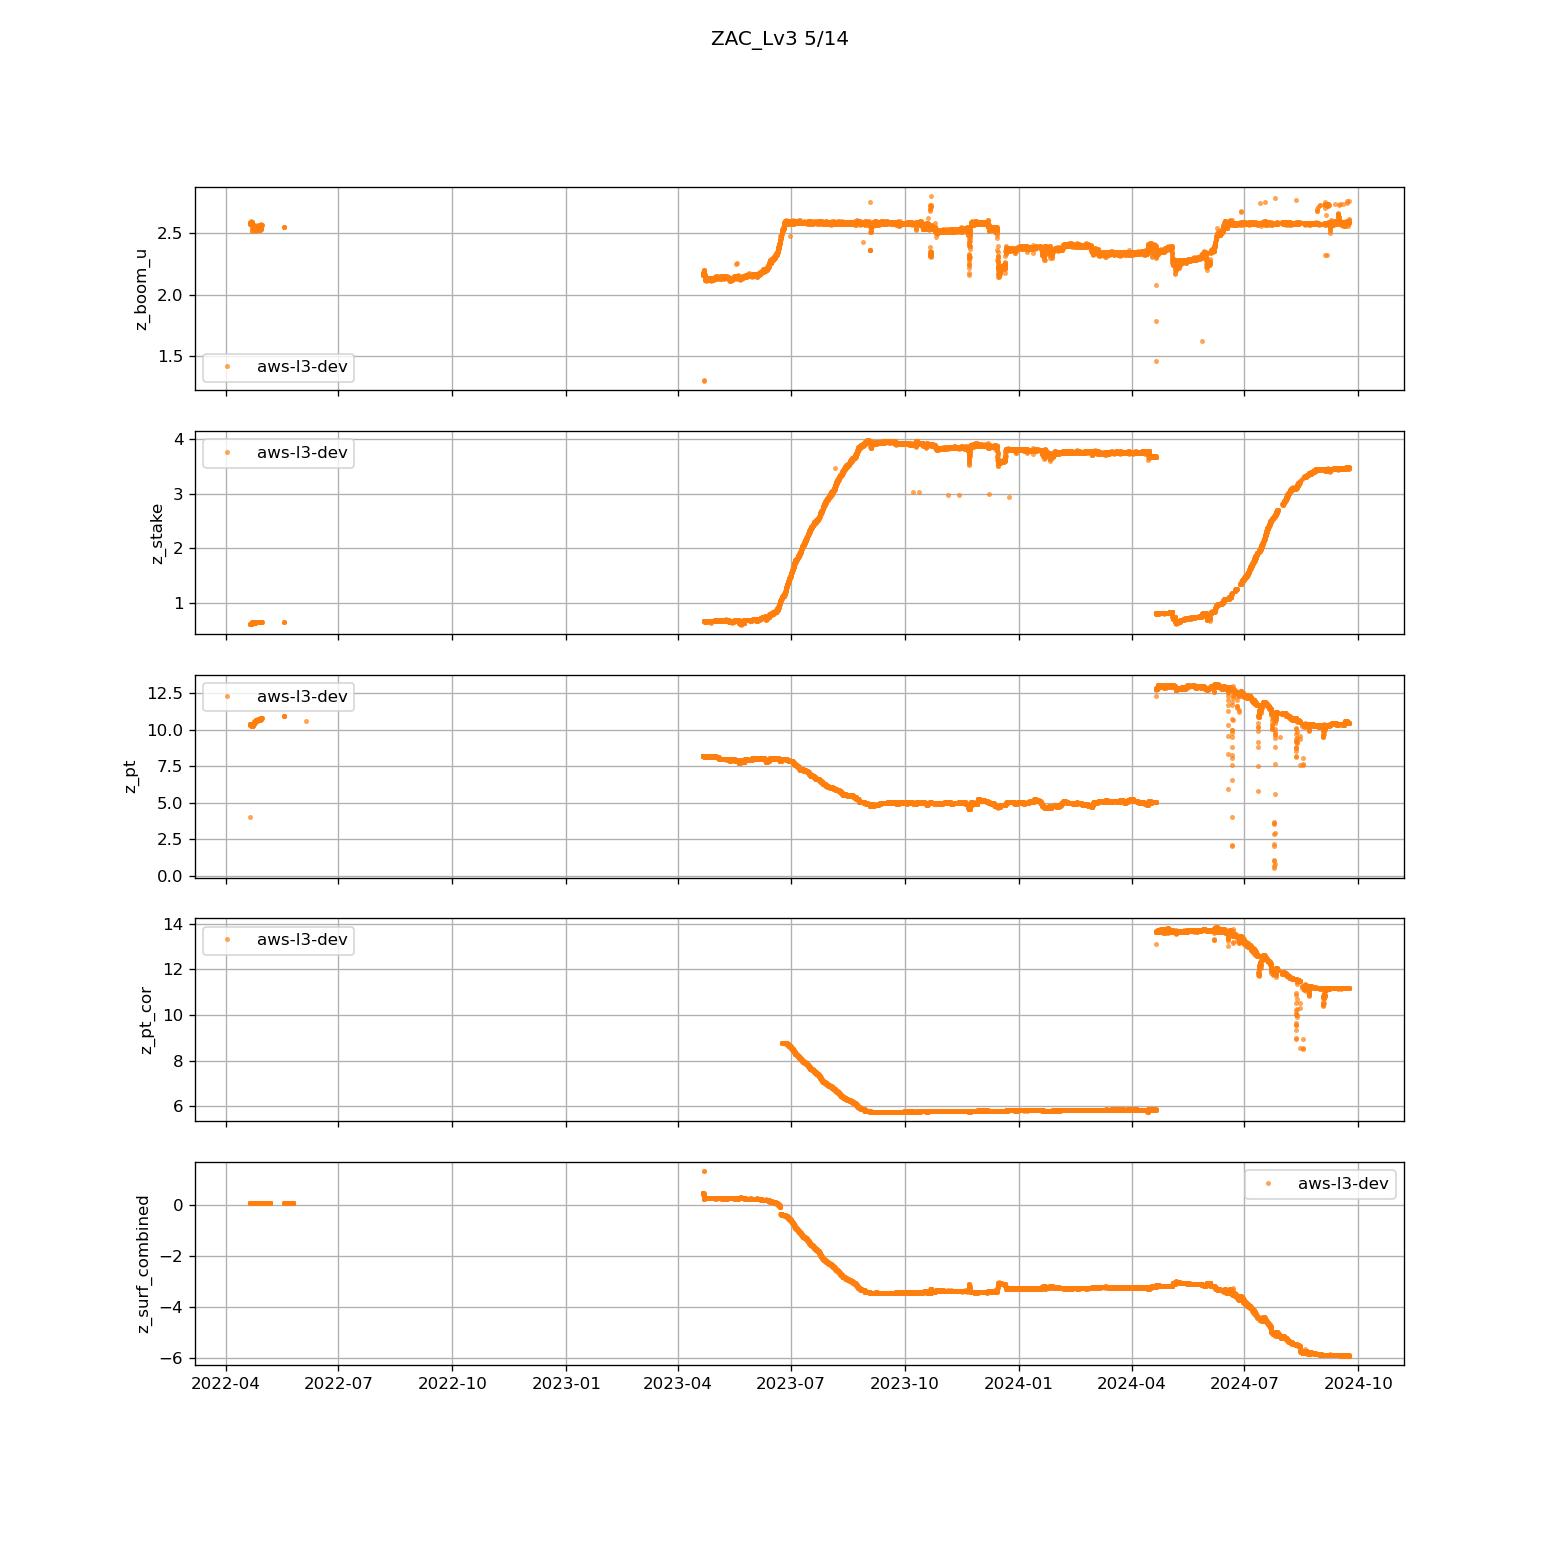 ZAC_Lv3 5/14
z_boom_u
2.5
2.0
1.5
aws-l3-dev
z_stake
4
3
2
1
aws-l3-dev
z_pt
12.5
10.0
7.5
5.0
2.5
0.0
aws-l3-dev
z_pt_cor
14
12
10
8
6
aws-l3-dev
z_surf_combined
0
−2
−4
−6
aws-l3-dev
2022-04 2022-07 2022-10 2023-01 2023-04 2023-07 2023-10 2024-01 2024-04 2024-07 2024-10